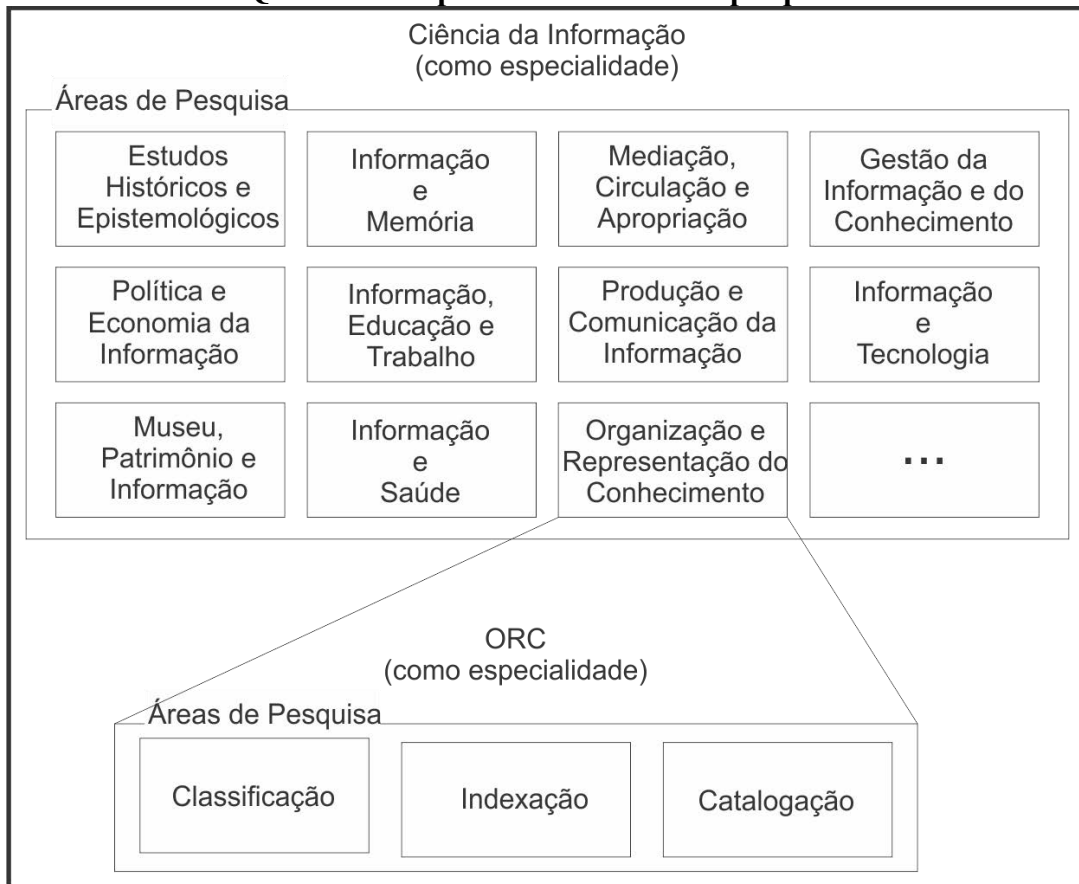 Ciência da Informação
(como especialidade)
Áreas de Pesquisa
Estudos
Históricos e
Epistemológicos
Informação
e
Memória
Mediação,
Circulação e
Apropriação
Gestão da
Informação e do
Conhecimento
Política e
Economia da
Informação
Informação,
Educação e
Trabalho
Produção e
Comunicação da
Informação
Informação
e
Tecnologia
Museu,
Patrimônio e
Informação
Informação
e
Saúde
Organização e
Representação do
Conhecimento
...
ORC
(como especialidade)
Áreas de Pesquisa
Classificação
Indexação
Catalogação